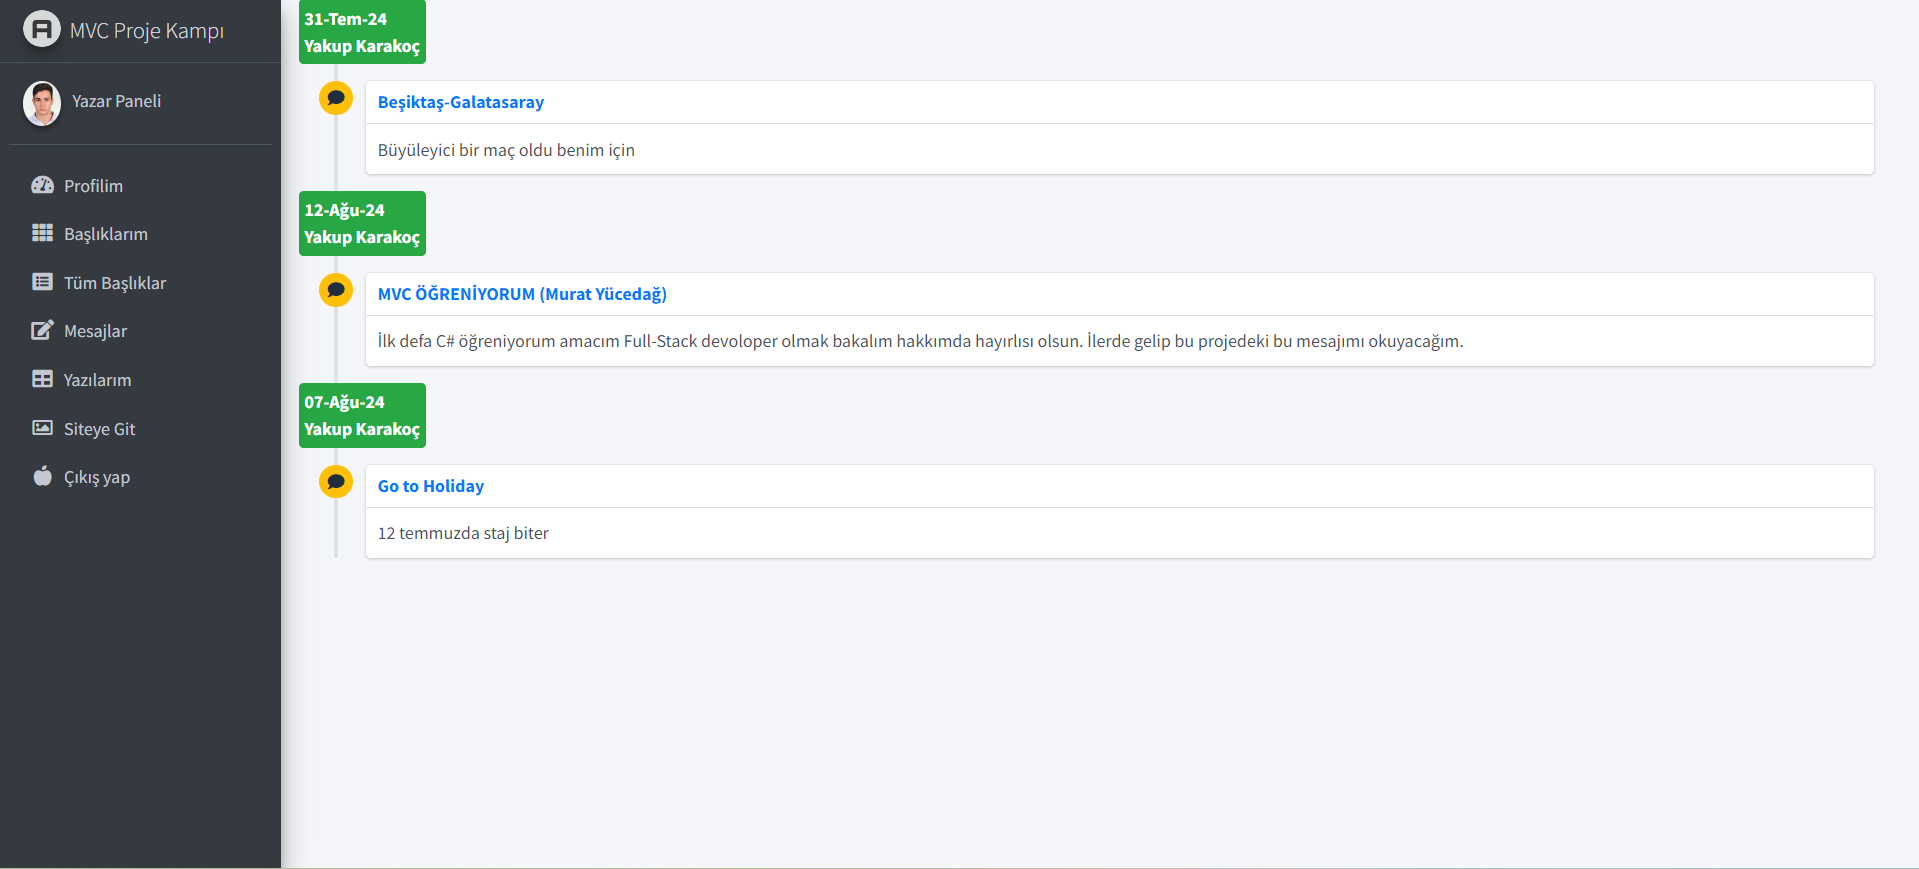 MVC Proje Kampı
Yazar Paneli
Profilim
Başlıklarım
Tüm Başlıklar
Mesajlar
Yazılarım
Siteye Git
Çıkış yap
31-Tem-24
Yakup Karakoç
Beşiktaş-Galatasaray
Büyüleyici bir maç oldu benim için
12-Ağu-24
Yakup Karakoç
MVC ÖĞRENİYORUM (Murat Yücedağ)
İlk defa C# öğreniyorum amacım Full-Stack devoloper olmak bakalım hakkımda hayırlısı olsun. İlerde gelip bu projedeki bu mesajımı okuyacağım.
07-Ağu-24
Yakup Karakoç
Go to Holiday
12 temmuzda staj biter